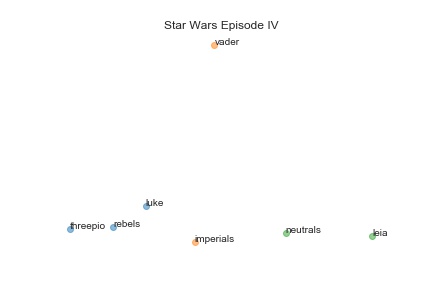 Star Wars Episode IV
vader
luke
threepio
rebels
imperials
neutrals
leia